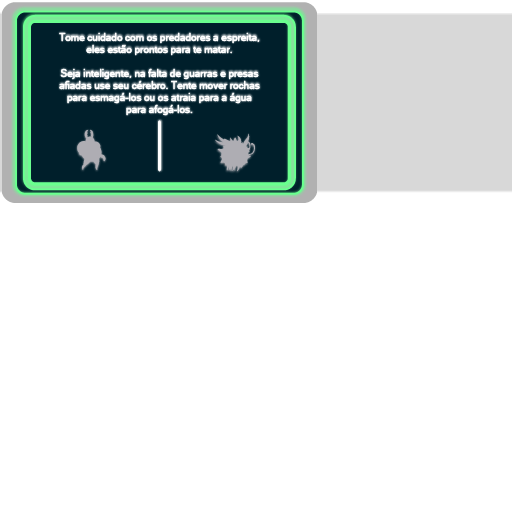 Tome cuidado com os predadores a espreita,
eles estão prontos para te matar.
Seja inteligente, na falta de guarras e presas
afiadas use seu cérebro. Tente mover rochas
para esmagá-los ou os atraia para a água
para afogá-los.